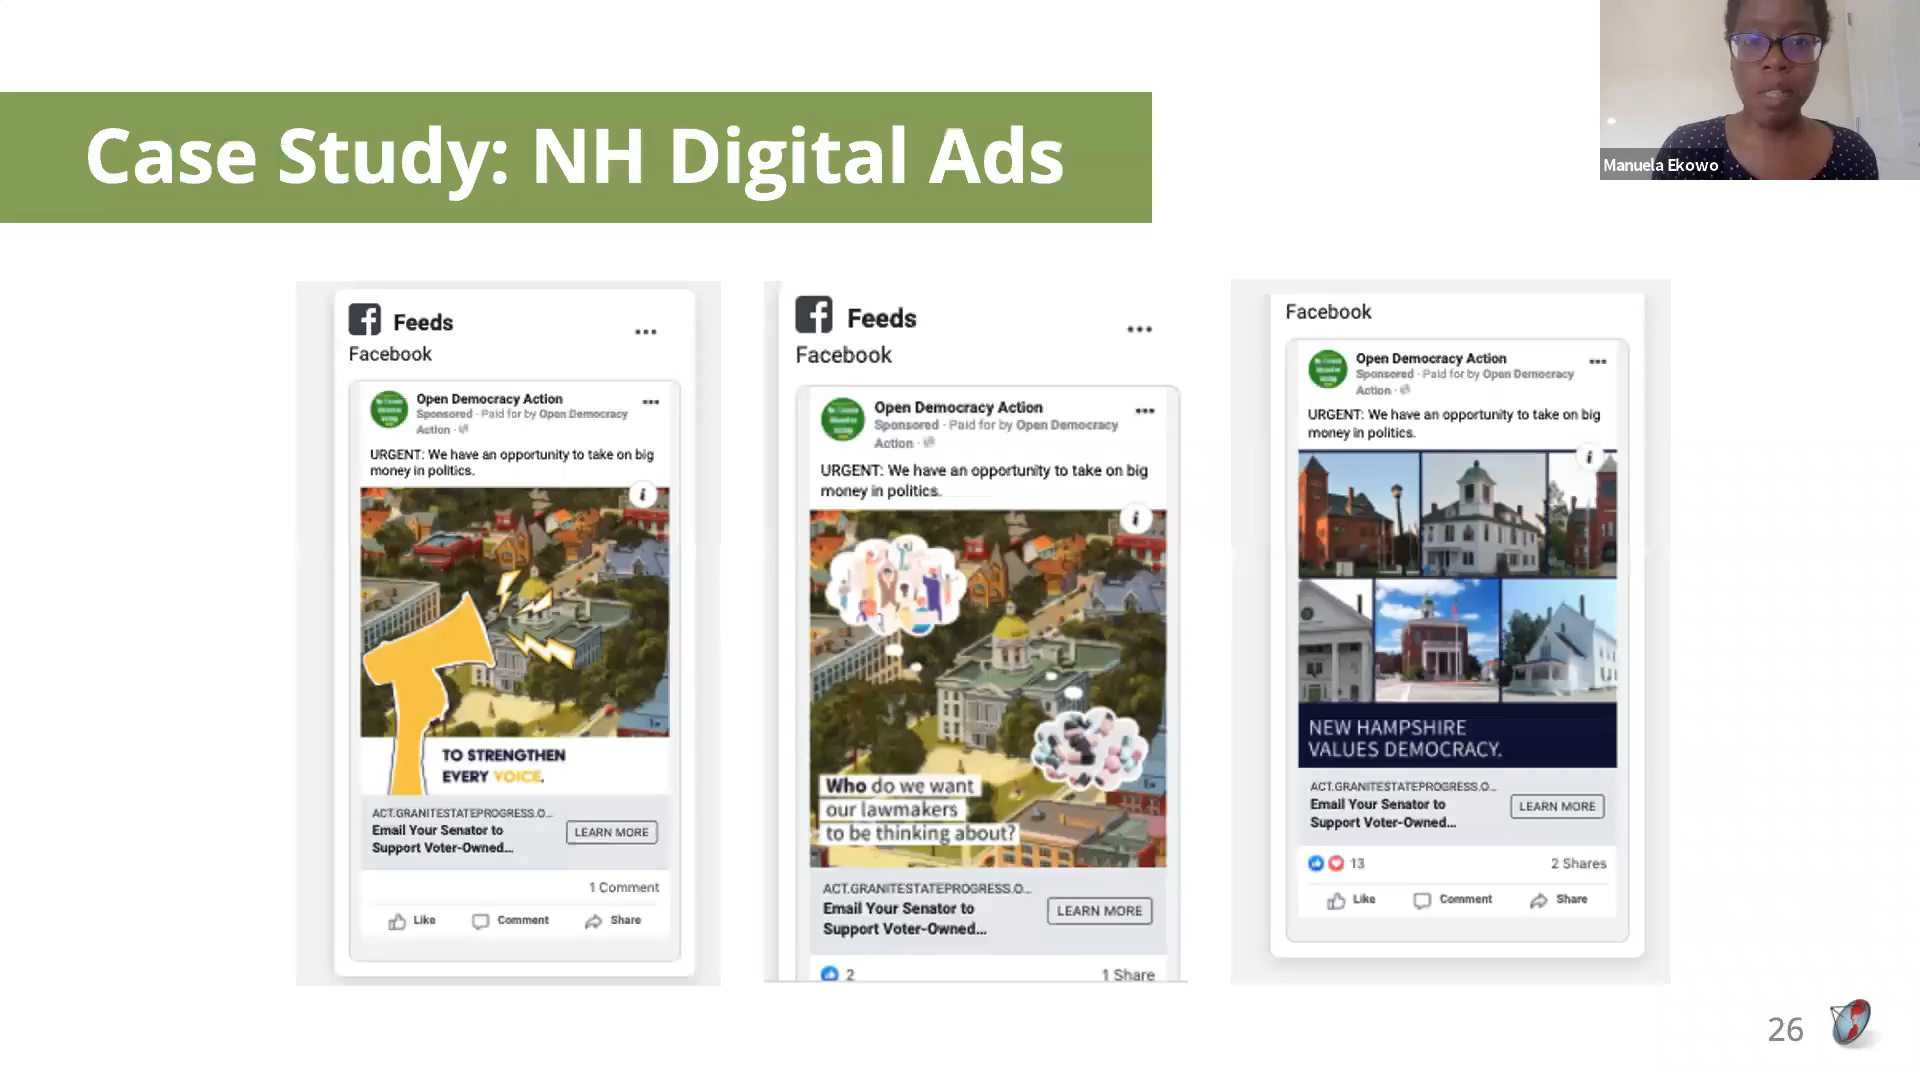 Manuela Ekowo
Case Study: NH Digital Ads
Feeds
Facebook
Open Democracy Action
Sponsored · Paid for by Open Democracy
Action ·
URGENT: We have an opportunity to take on big
money in politics.
TO STRENGTHEN
EVERY VOICE.
ACT.GRANITESTATEPROGRESS.O...
Email Your Senator to
Support Voter-Owned...
LEARN MORE
1 Comment
Like Comment Share
Feeds
Facebook
Open Democracy Action
Sponsored · Paid for by Open Democracy
Action ·
URGENT: We have an opportunity to take on big
money in politics.
Who do we want
our lawmakers
to be thinking about?
ACT.GRANITESTATEPROGRESS.O...
Email Your Senator to
Support Voter-Owned...
LEARN MORE
2 1 Share
Facebook
Open Democracy Action
Sponsored · Paid for by Open Democracy
Action ·
URGENT: We have an opportunity to take on big
money in politics.
NEW HAMPSHIRE
VALUES DEMOCRACY.
ACT.GRANITESTATEPROGRESS.O...
Email Your Senator to
Support Voter-Owned...
LEARN MORE
13 2 Shares
Like Comment Share
26